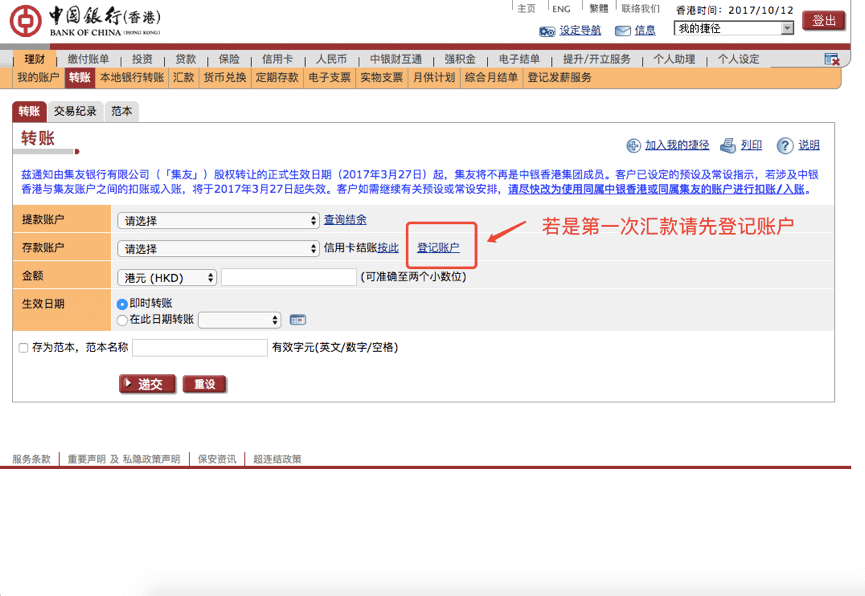 中国银行(香港)
BANK OF CHINA (HONG KONG)
主页 ENG 繁體 联络我们
香港时间: 2017/10/12
设定导航 信息 我的捷径 登出
理财 缴付账单 投资 贷款 保险 信用卡 人民币 中银财互通 强积金 电子结单 提升/开立服务 个人助理 个人设定
我的账户 转账 本地银行转账 汇款 货币兑换 定期存款 电子支票 实物支票 月供计划 综合月结单 登记发薪服务
转账 交易纪录 范本
转账
加入我的捷径 列印 说明
兹通知由集友银行有限公司（「集友」）股权转让的正式生效日期（2017年3月27日）起，集友将不再是中银香港集团成员。客户已设定的预设及常设指示，若涉及中银
香港与集友账户之间的扣账或入账，将于2017年3月27日起失效。客户如需继续有关预设或常设安排，请尽快改为使用同属中银香港或同属集友的账户进行扣账/入账。
提款账户 请选择 查询结余
若是第一次汇款请先登记账户
存款账户 请选择 信用卡结账按此 登记账户
金额 港元 (HKD) (可准确至两个小数位)
生效日期 即时转账
在此日期转账
存为范本，范本名称 有效字元(英文/数字/空格)
递交 重设
服务条款 重要声明 及 私隐政策声明 保安资讯 超连结政策